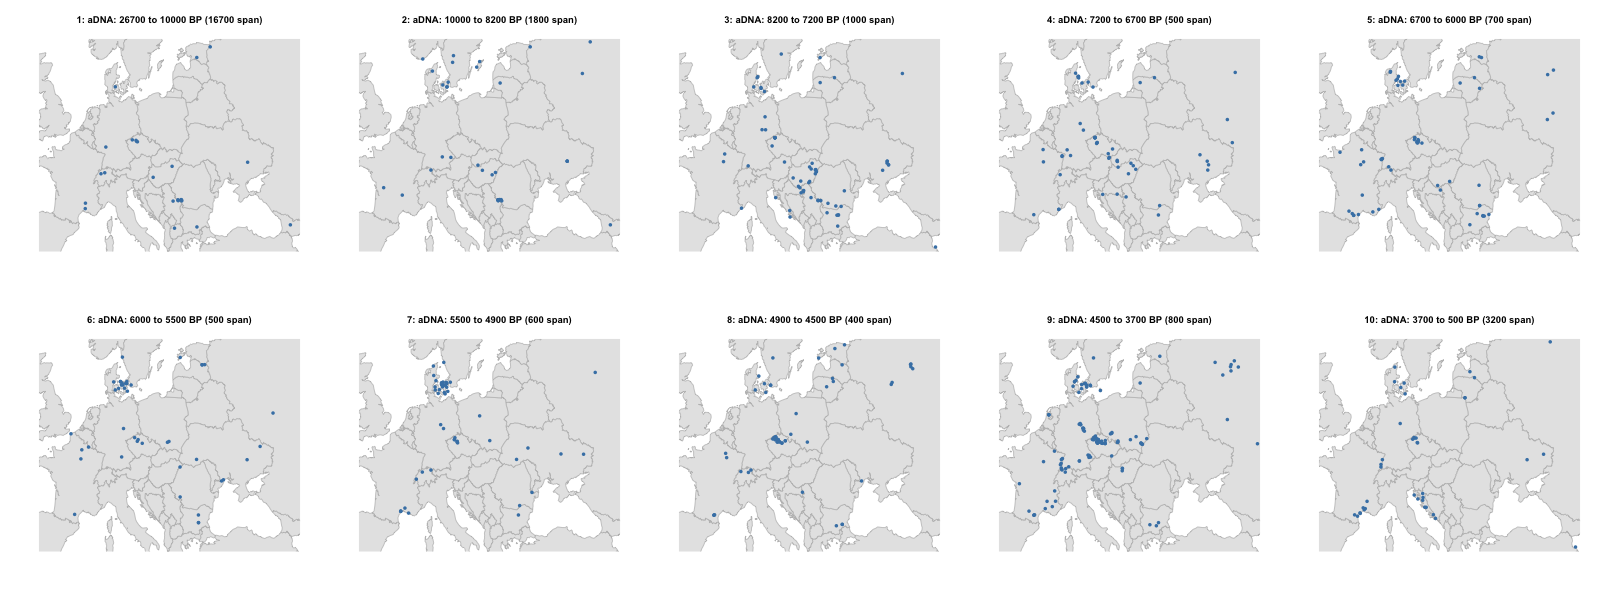 1: aDNA: 26700 to 10000 BP (16700 span)
2: aDNA: 10000 to 8200 BP (1800 span)
3: aDNA: 8200 to 7200 BP (1000 span)
4: aDNA: 7200 to 6700 BP (500 span)
5: aDNA: 6700 to 6000 BP (700 span)
6: aDNA: 6000 to 5500 BP (500 span)
7: aDNA: 5500 to 4900 BP (600 span)
8: aDNA: 4900 to 4500 BP (400 span)
9: aDNA: 4500 to 3700 BP (800 span)
10: aDNA: 3700 to 500 BP (3200 span)